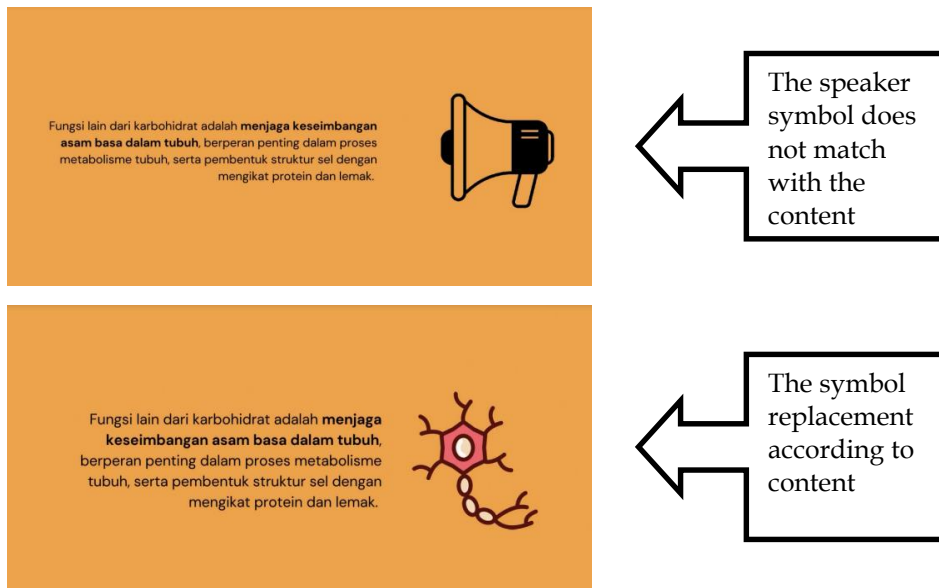 Fungsi lain dari karbohidrat adalah menjaga keseimbangan
asam basa dalam tubuh, berperan penting dalam proses
metabolisme tubuh, serta pembentuk struktur sel dengan
mengikat protein dan lemak.
The speaker
symbol does
not match
with the
content
Fungsi lain dari karbohidrat adalah menjaga
keseimbangan asam basa dalam tubuh,
berperan penting dalam proses metabolisme
tubuh, serta pembentuk struktur sel dengan
mengikat protein dan lemak.
The symbol
replacement
according to
content